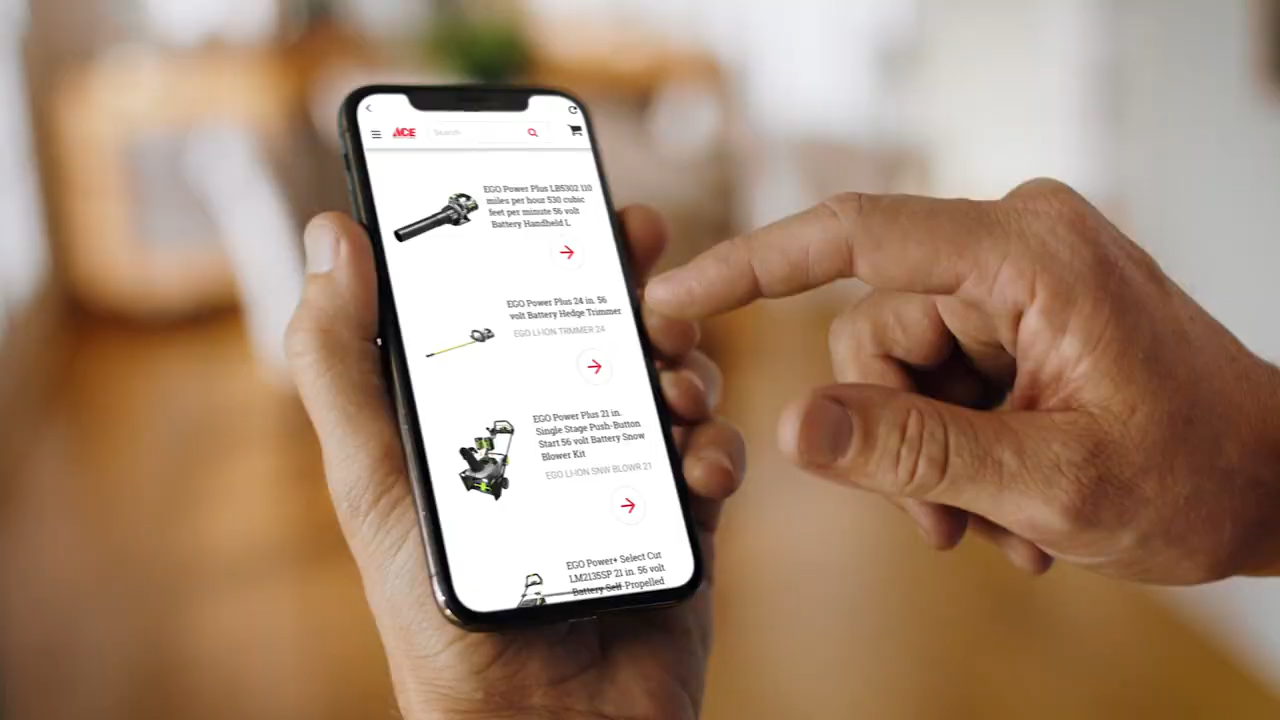 ACE
Search
EGO Power Plus LB5302 110
miles per hour 530 cubic
feet per minute 56 volt
Battery Handheld L
EGO Power Plus 24 in. 56
volt Battery Hedge Trimmer
EGO LI-ION TRMMER 24
EGO Power Plus 21 in.
Single Stage Push-Button
Start 56 volt Battery Snow
Blower Kit
EGO LI-ION SNW BLOWR 21
EGO Power+ Select Cut
LM2135SP 21 in. 56 volt
Battery Self-Propelled